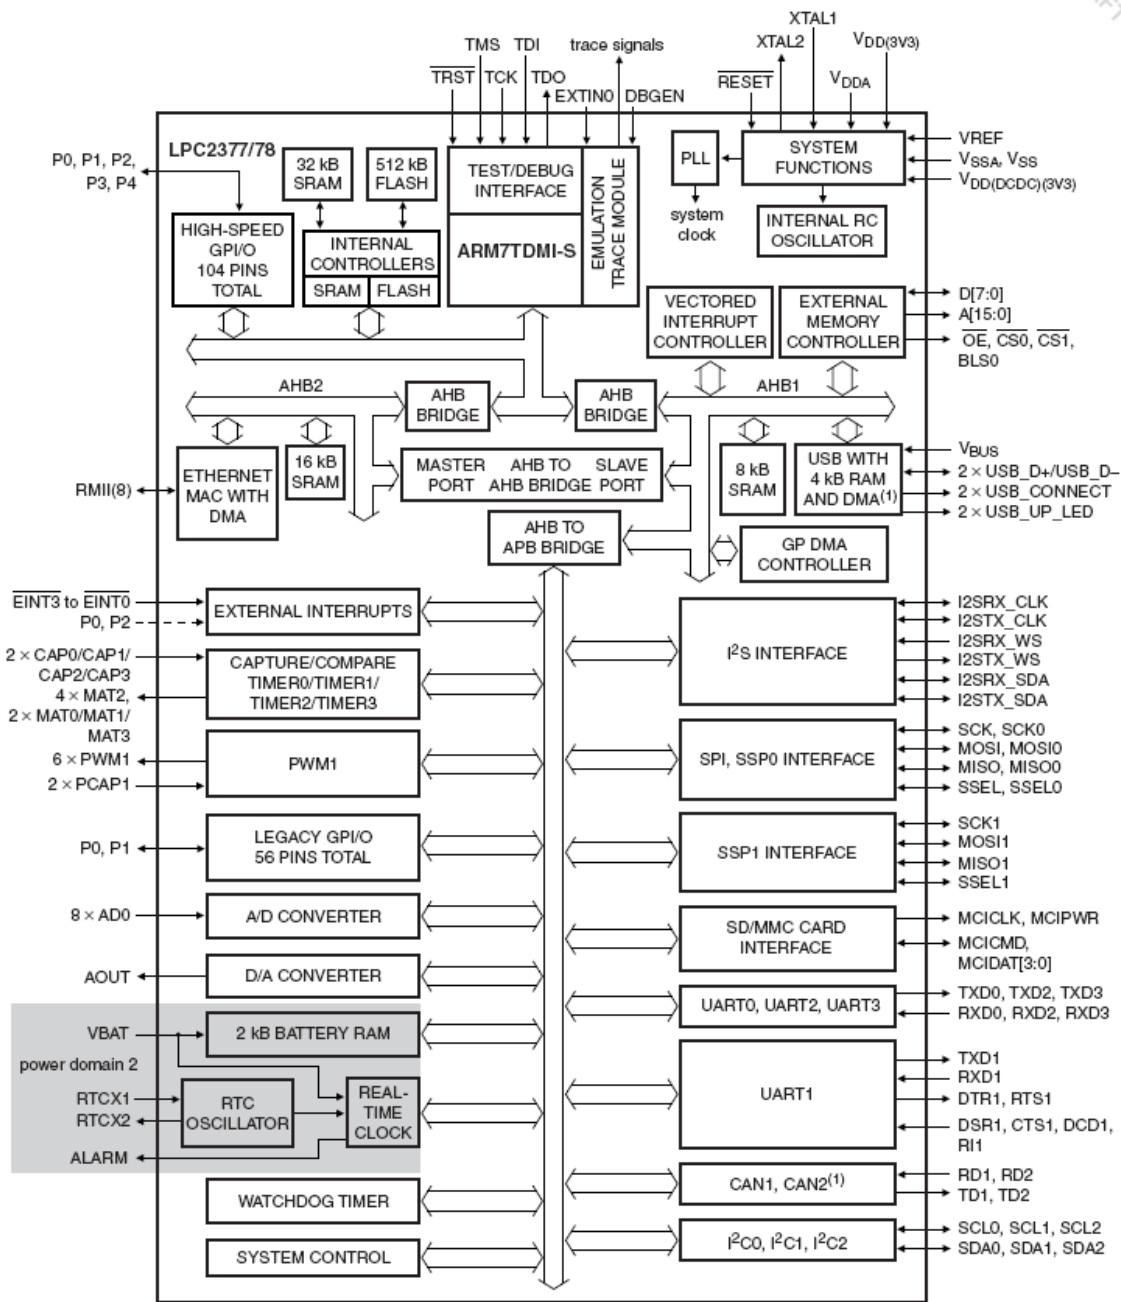 XTAL1
XTAL2
VDD(3V3)
TMS TDI trace signals
TRST TCK TDO RESET VDDA
EXTIN0 DBGEN
LPC2377/78
P0, P1, P2,
P3, P4
32 kB
SRAM
512 kB
FLASH
TEST/DEBUG
INTERFACE
EMULATION
TRACE MODULE
PLL
SYSTEM
FUNCTIONS
VREF
VSSA, VSS
VDD(DCDC)(3V3)
system
clock
INTERNAL RC
OSCILLATOR
HIGH-SPEED
GPI/O
104 PINS
TOTAL
INTERNAL
CONTROLLERS
SRAM FLASH
ARM7TDMI-S
VECTORED
INTERRUPT
CONTROLLER
EXTERNAL
MEMORY
CONTROLLER
D[7:0]
A[15:0]
OE, CS0, CS1,
BLS0
AHB2
AHB
BRIDGE
AHB
BRIDGE
AHB1
ETHERNET
MAC WITH
DMA
RMII(8)
16 kB
SRAM
MASTER AHB TO SLAVE
PORT AHB BRIDGE PORT
8 kB
SRAM
USB WITH
4 kB RAM
AND DMA(1)
VBUS
2 × USB_D+/USB_D−
2 × USB_CONNECT
2 × USB_UP_LED
AHB TO
APB BRIDGE
GP DMA
CONTROLLER
EINT3 to EINT0
P0, P2
EXTERNAL INTERRUPTS
2 × CAP0/CAP1/
CAP2/CAP3
4 × MAT2,
2 × MAT0/MAT1/
MAT3
CAPTURE/COMPARE
TIMER0/TIMER1/
TIMER2/TIMER3
6 × PWM1
2 × PCAP1
PWM1
P0, P1
LEGACY GPI/O
56 PINS TOTAL
8 × AD0
A/D CONVERTER
AOUT
D/A CONVERTER
VBAT
2 kB BATTERY RAM
power domain 2
RTCX1
RTCX2
RTC
OSCILLATOR
REAL-
TIME
CLOCK
ALARM
WATCHDOG TIMER
SYSTEM CONTROL
I2S INTERFACE
I2SRX_CLK
I2STX_CLK
I2SRX_WS
I2STX_WS
I2SRX_SDA
I2STX_SDA
SPI, SSP0 INTERFACE
SCK, SCK0
MOSI, MOSI0
MISO, MISO0
SSEL, SSEL0
SSP1 INTERFACE
SCK1
MOSI1
MISO1
SSEL1
SD/MMC CARD
INTERFACE
MCICLK, MCIPWR
MCICMD,
MCIDAT[3:0]
UART0, UART2, UART3
TXD0, TXD2, TXD3
RXD0, RXD2, RXD3
UART1
TXD1
RXD1
DTR1, RTS1
DSR1, CTS1, DCD1,
RI1
CAN1, CAN2(1)
RD1, RD2
TD1, TD2
I2C0, I2C1, I2C2
SCL0, SCL1, SCL2
SDA0, SDA1, SDA2